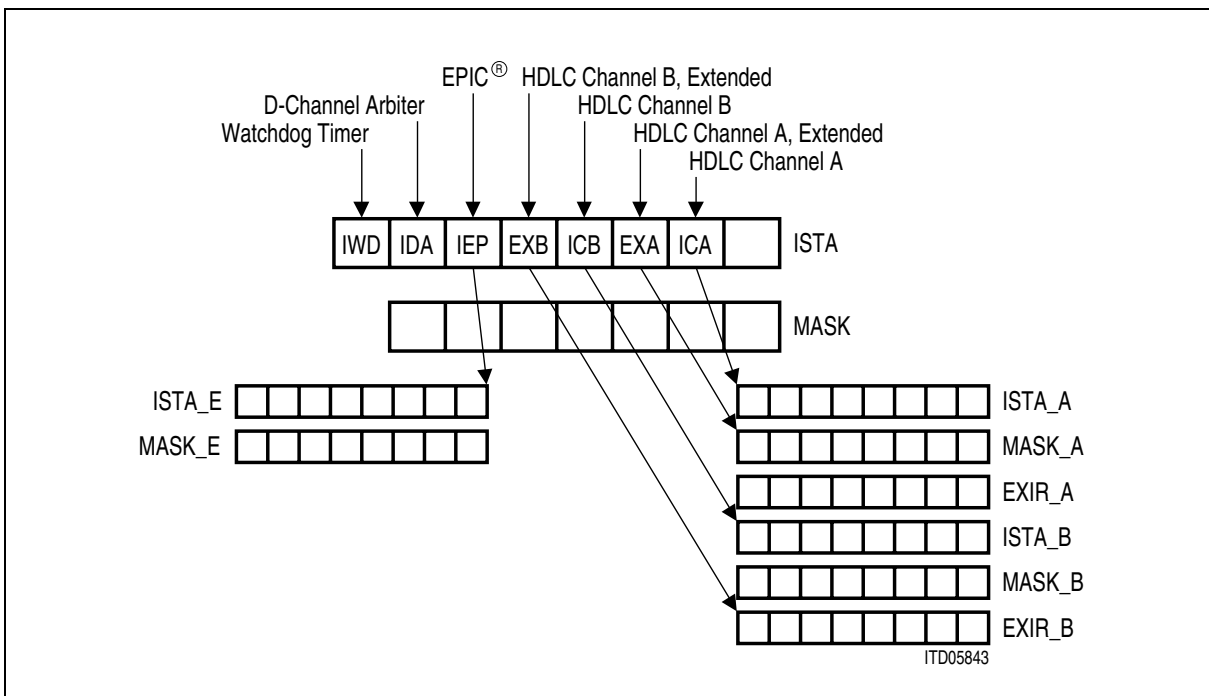 EPIC® HDLC Channel B, Extended
D-Channel Arbiter HDLC Channel B
Watchdog Timer HDLC Channel A, Extended
HDLC Channel A
IWD IDA IEP EXB ICB EXA ICA ISTA
MASK
ISTA_E ISTA_A
MASK_E MASK_A
EXIR_A
ISTA_B
MASK_B
EXIR_B
ITD05843